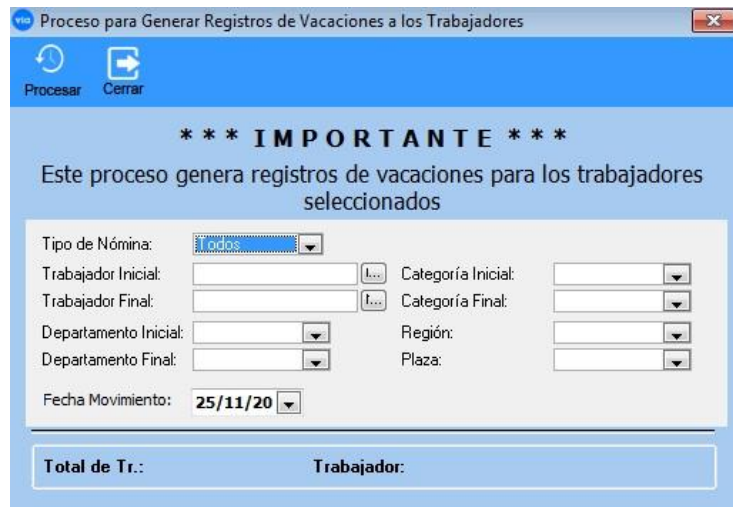 via Proceso para Generar Registros de Vacaciones a los Trabajadores
Procesar Cerrar
* * * I M P O R T A N T E * * *
Este proceso genera registros de vacaciones para los trabajadores
seleccionados
Tipo de Nómina: Todos
Trabajador Inicial: Categoría Inicial:
Trabajador Final: Categoría Final:
Departamento Inicial: Región:
Departamento Final: Plaza:
Fecha Movimiento: 25/11/20
Total de Tr.: Trabajador: